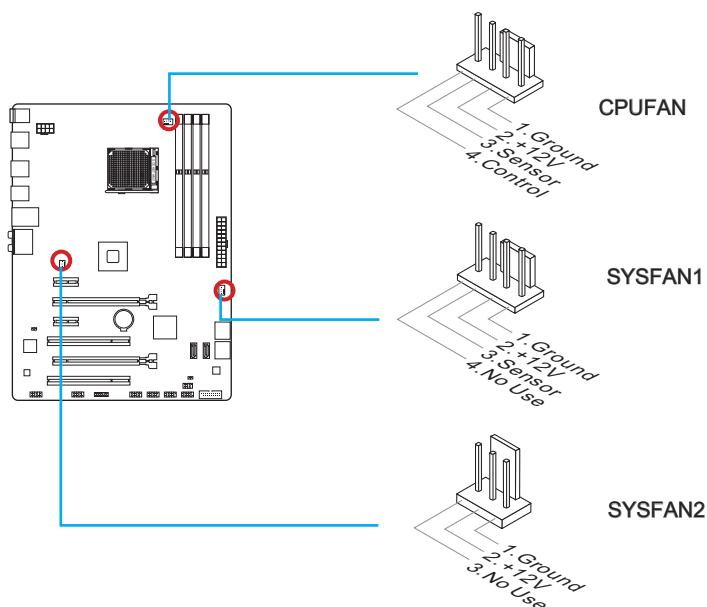 CPUFAN
1.Ground
2.+12V
3.Sensor
4.Control
SYSFAN1
1.Ground
2.+12V
3.Sensor
4.No Use
SYSFAN2
1.Ground
2.+12V
3.No Use